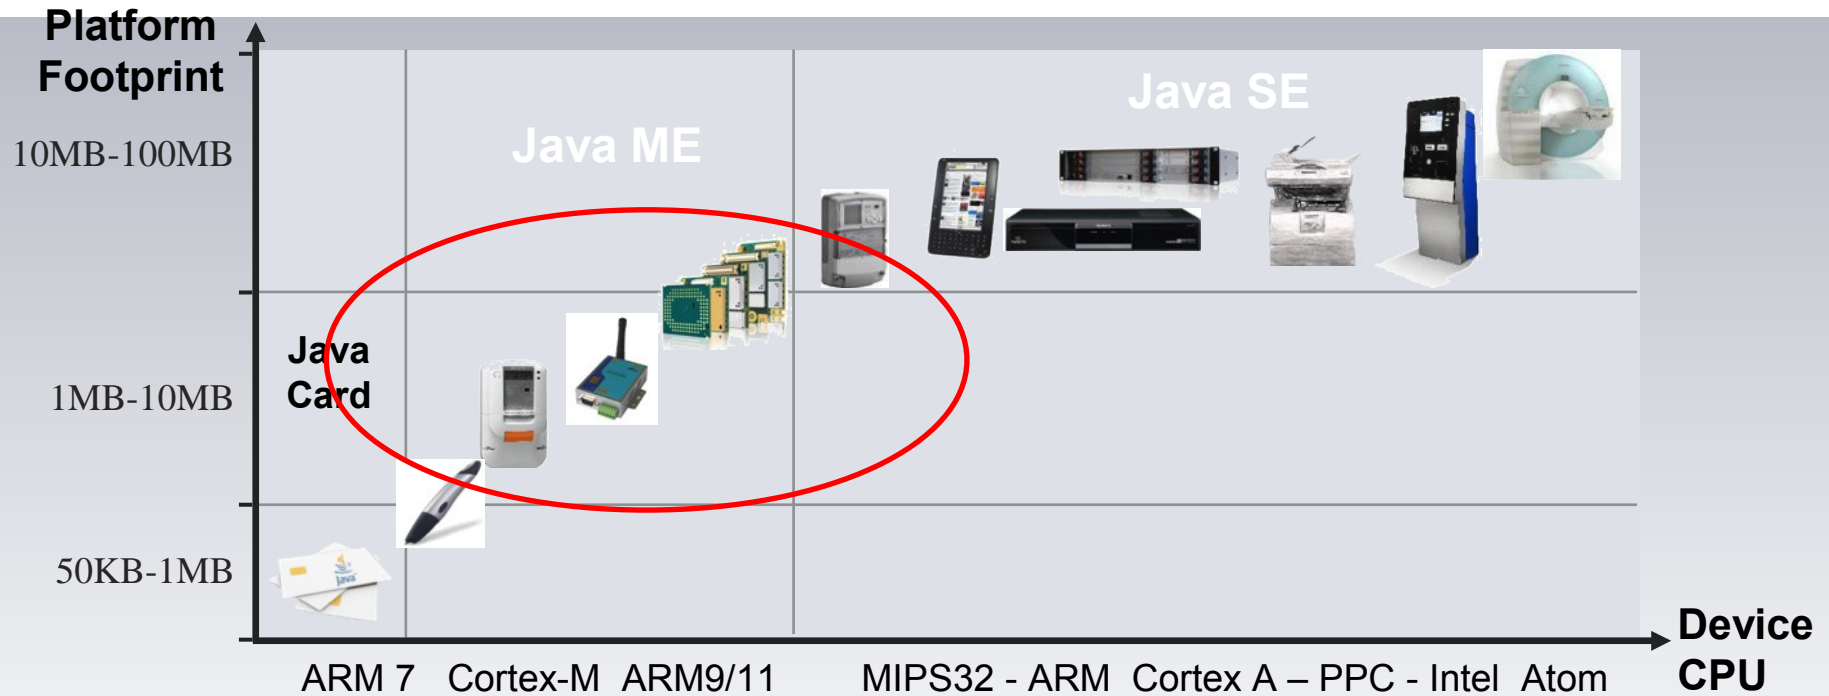 Platform
Footprint
Java SE
Java ME
10MB-100MB
Java
Card
1MB-10MB
50KB-1MB
Java
Device
CPU
ARM 7 Cortex-M ARM9/11 MIPS32 - ARM Cortex A – PPC - Intel Atom